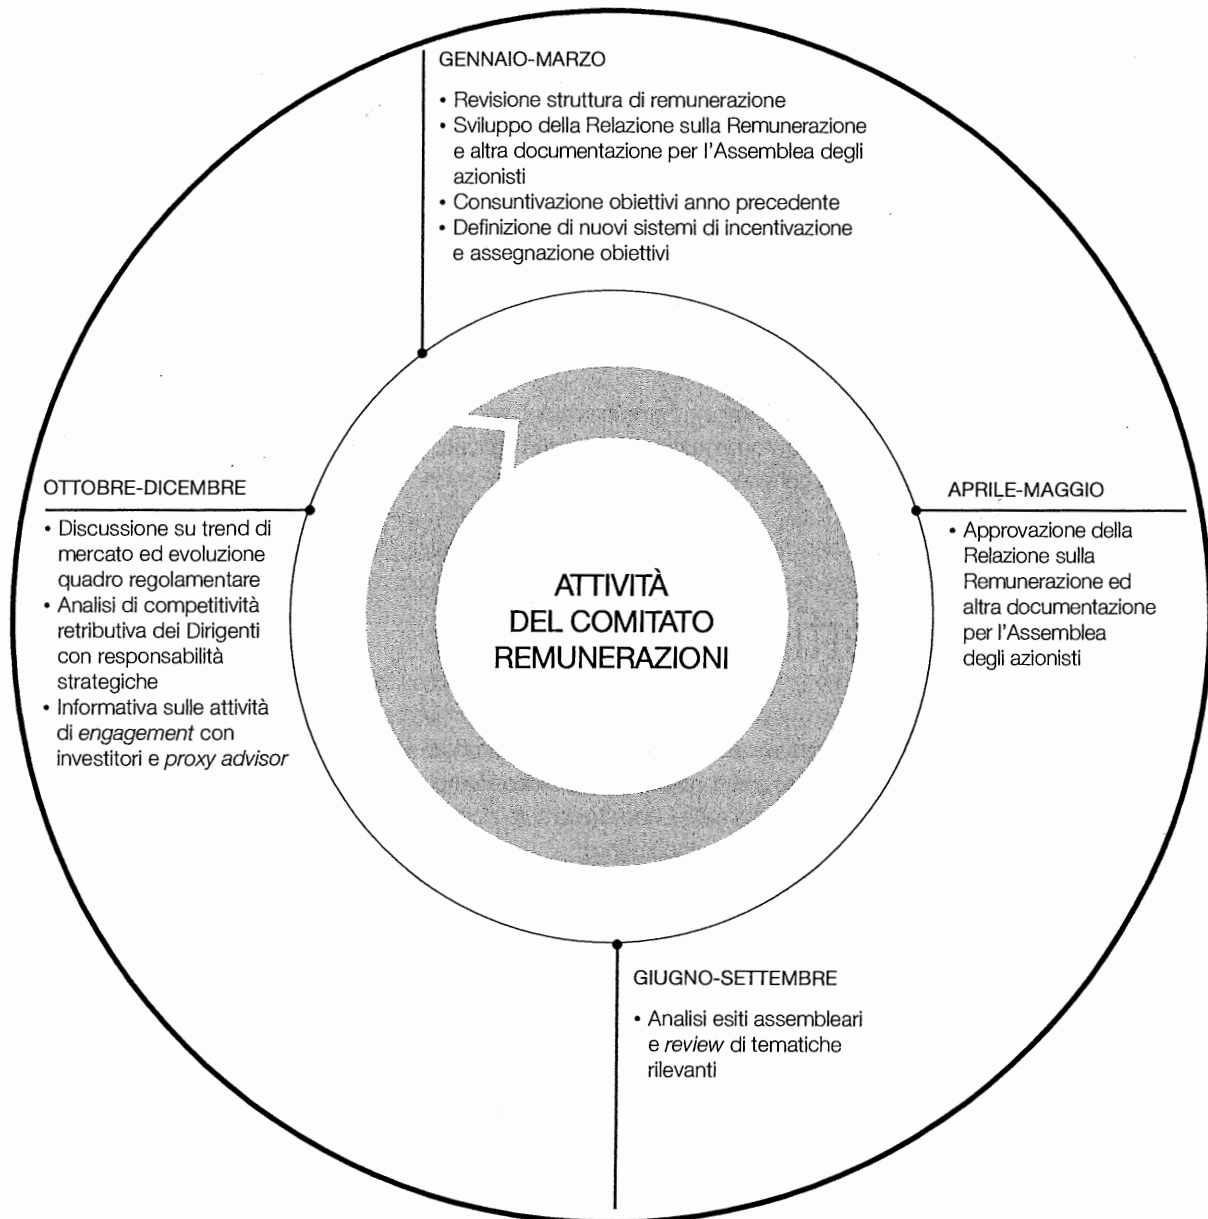 GENNAIO-MARZO
• Revisione struttura di remunerazione
• Sviluppo della Relazione sulla Remunerazione
e altra documentazione per l'Assemblea degli
azionisti
• Consuntivazione obiettivi anno precedente
• Definizione di nuovi sistemi di incentivazione
e assegnazione obiettivi
APRILE-MAGGIO
• Approvazione della
Relazione sulla
Remunerazione ed
altra documentazione
per l'Assemblea
degli azionisti
GIUGNO-SETTEMBRE
• Analisi esiti assembleari
e review di tematiche
rilevanti
OTTOBRE-DICEMBRE
• Discussione su trend di
mercato ed evoluzione
quadro regolamentare
• Analisi di competitività
retributiva dei Dirigenti
con responsabilità
strategiche
• Informativa sulle attività
di engagement con
investitori e proxy advisor
ATTIVITÀ
DEL COMITATO
REMUNERAZIONI